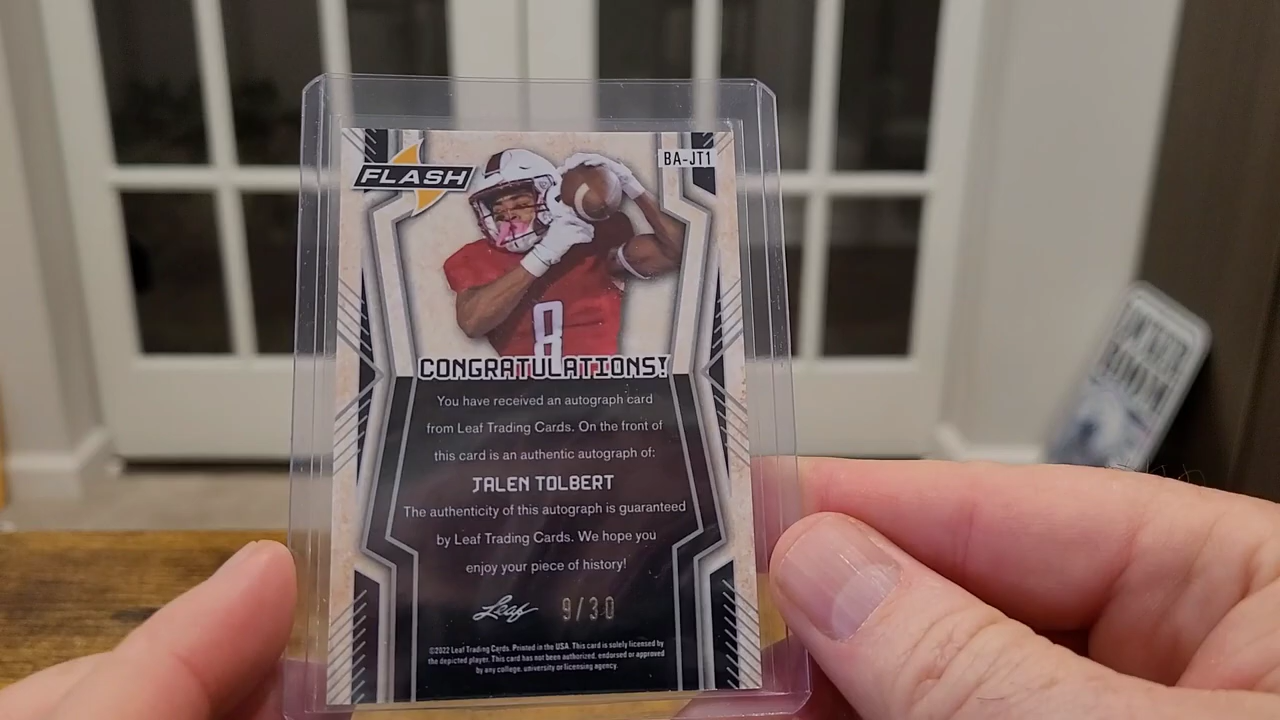 FLASH
BA-JT1
8
CONGRATULATIONS!
You have received an autograph card
from Leaf Trading Cards. On the front of
this card is an authentic autograph of:
JALEN TOLBERT
The authenticity of this autograph is guaranteed
by Leaf Trading Cards. We hope you
enjoy your piece of history!
Leaf 9/30
©2022 Leaf Trading Cards. Printed in the USA. This card is solely licensed by
the depicted player. This card has not been authorized, endorsed or approved
by any college, university or licensing agency.